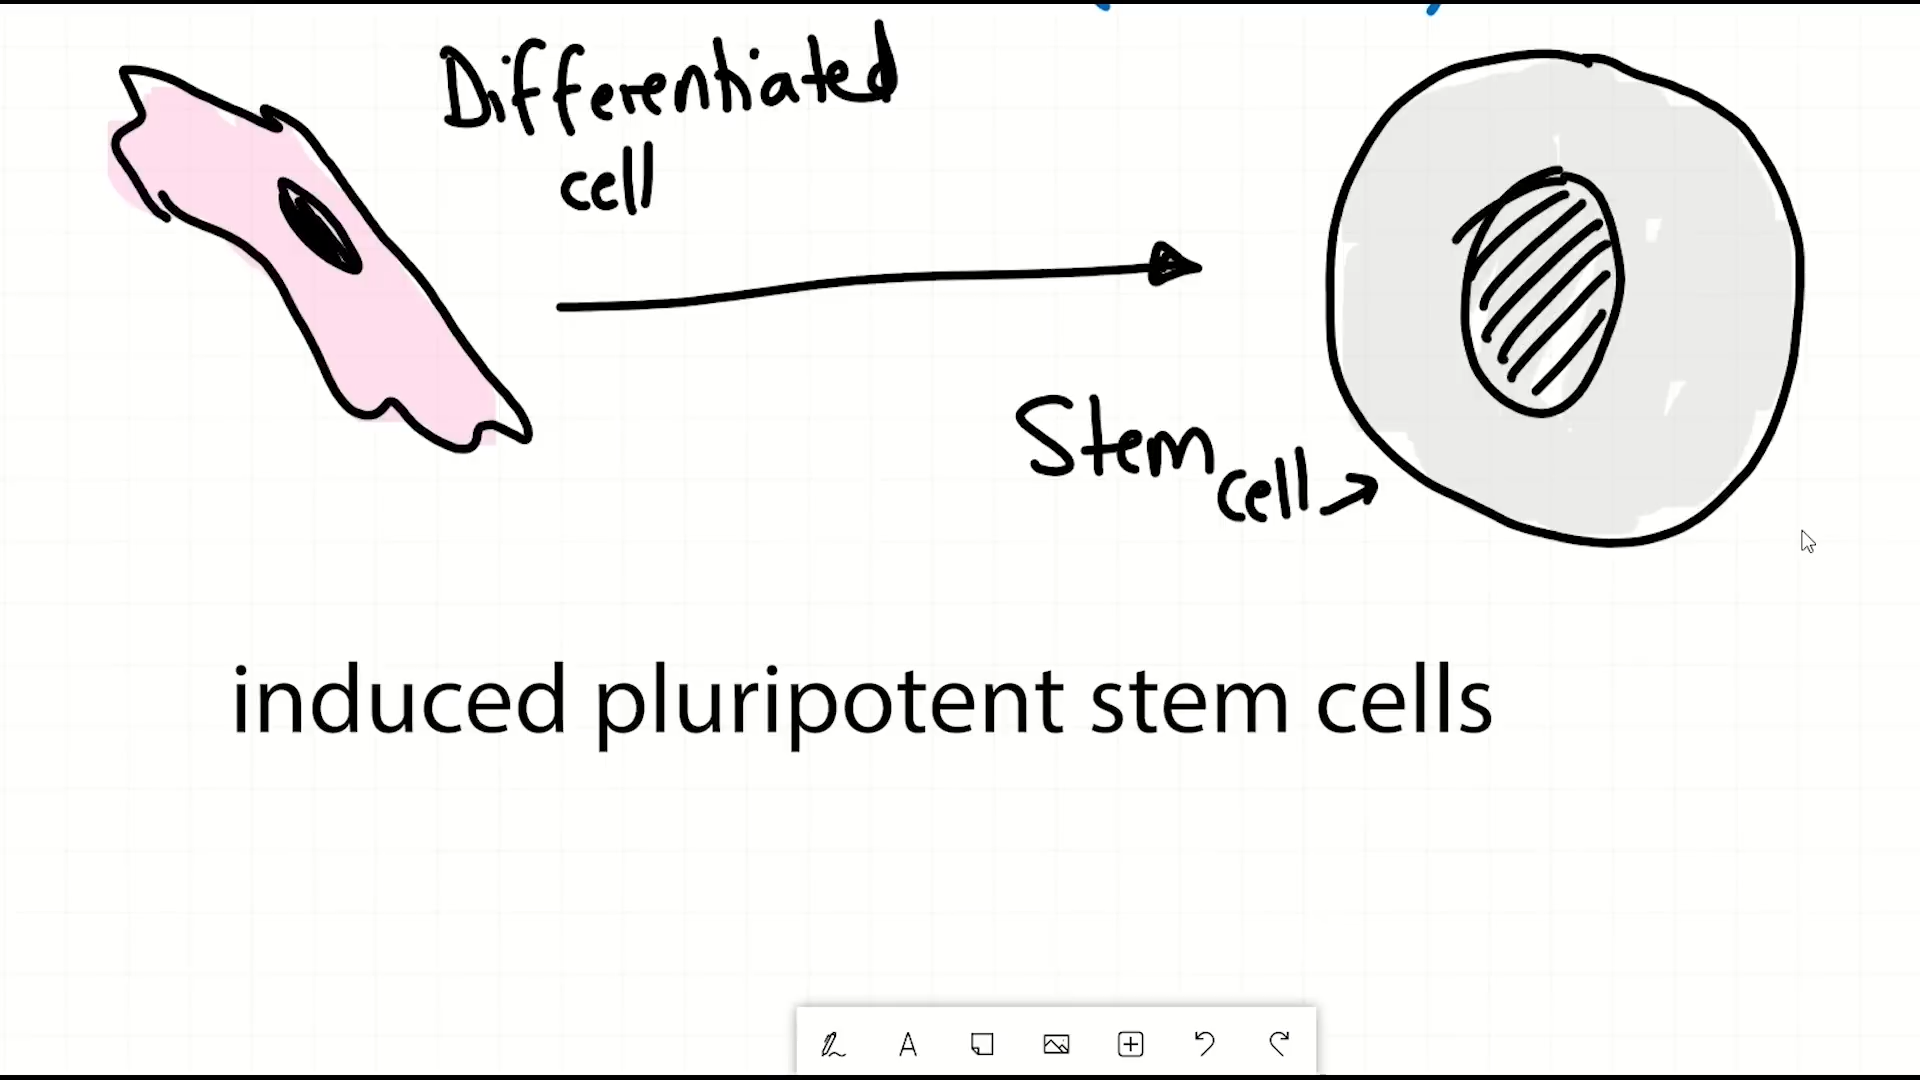 Differentiated
cell
Stem
cell
induced pluripotent stem cells